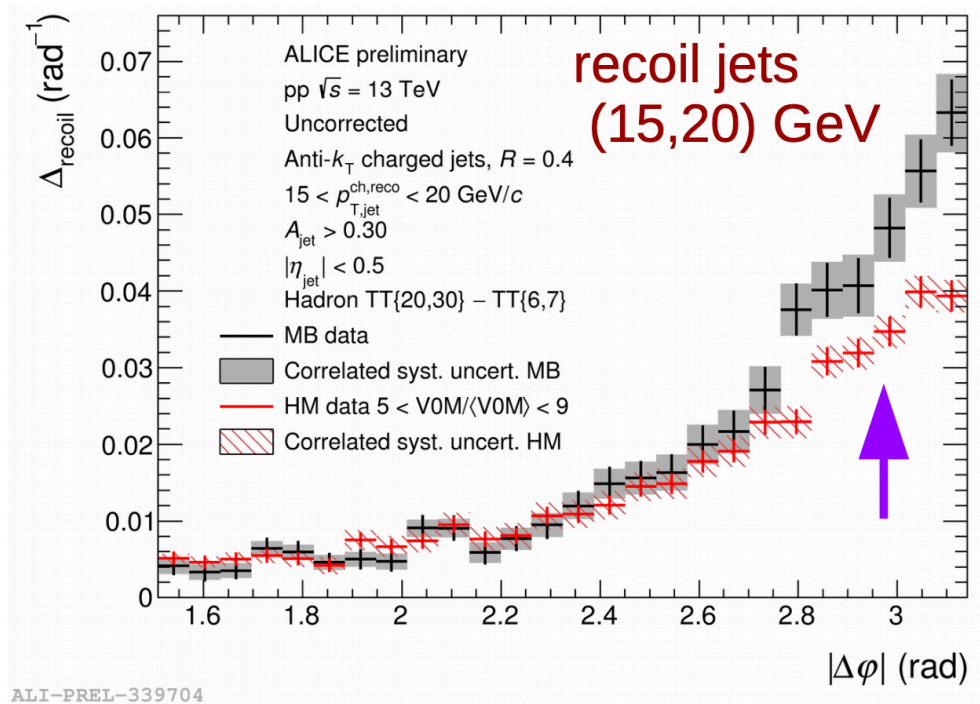 Δrecoil (rad⁻¹)
0.07
0.06
0.05
0.04
0.03
0.02
0.01
0
ALICE preliminary
pp √s = 13 TeV
Uncorrected
Anti-kT charged jets, R = 0.4
15 < p^{ch,reco}_{T,jet} < 20 GeV/c
Ajet > 0.30
|ηjet| < 0.5
Hadron TT{20,30} − TT{6,7}
MB data
Correlated syst. uncert. MB
HM data 5 < V0M/⟨V0M⟩ < 9
Correlated syst. uncert. HM
recoil jets
(15,20) GeV
1.6 1.8 2 2.2 2.4 2.6 2.8 3
|Δφ| (rad)
ALI-PREL-339704